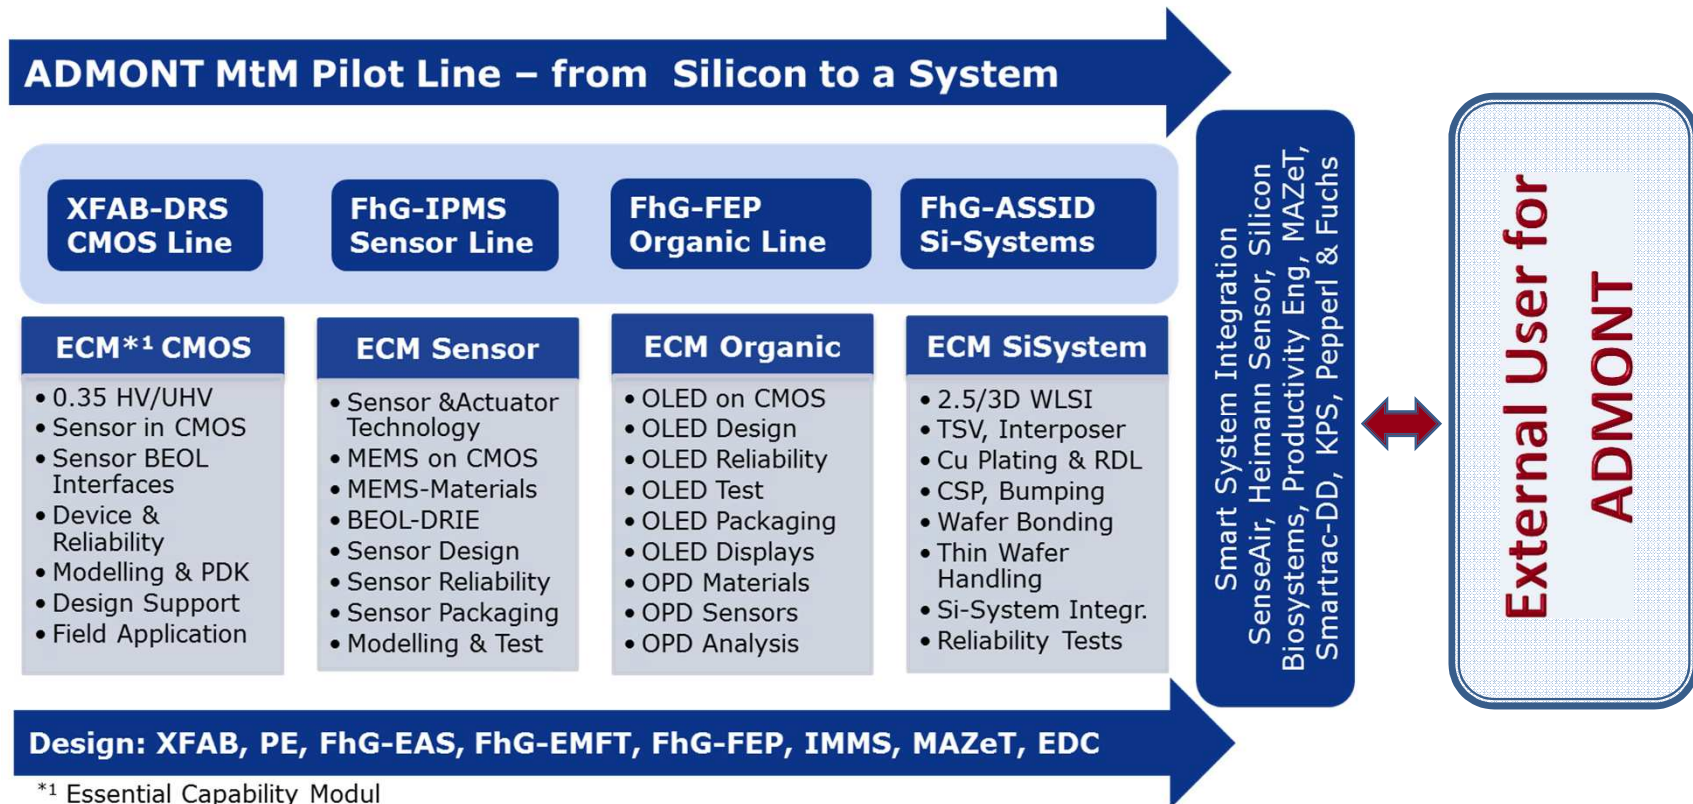 ADMONT MtM Pilot Line – from Silicon to a System
XFAB-DRS
CMOS Line
FhG-IPMS
Sensor Line
FhG-FEP
Organic Line
FhG-ASSID
Si-Systems
ECM*1 CMOS
• 0.35 HV/UHV
• Sensor in CMOS
• Sensor BEOL
Interfaces
• Device &
Reliability
• Modelling & PDK
• Design Support
• Field Application
ECM Sensor
• Sensor &Actuator
Technology
• MEMS on CMOS
• MEMS-Materials
• BEOL-DRIE
• Sensor Design
• Sensor Reliability
• Sensor Packaging
• Modelling & Test
ECM Organic
• OLED on CMOS
• OLED Design
• OLED Reliability
• OLED Test
• OLED Packaging
• OLED Displays
• OPD Materials
• OPD Sensors
• OPD Analysis
ECM SiSystem
• 2.5/3D WLSI
• TSV, Interposer
• Cu Plating & RDL
• CSP, Bumping
• Wafer Bonding
• Thin Wafer
Handling
• Si-System Integr.
• Reliability Tests
Smart System Integration
SenseAir, Heimann Sensor, Silicon
Biosystems, Productivity Eng, MAZeT,
Smartrac-DD, KPS, Pepperl & Fuchs
External User for
ADMONT
Design: XFAB, PE, FhG-EAS, FhG-EMFT, FhG-FEP, IMMS, MAZeT, EDC
*1 Essential Capability Modul